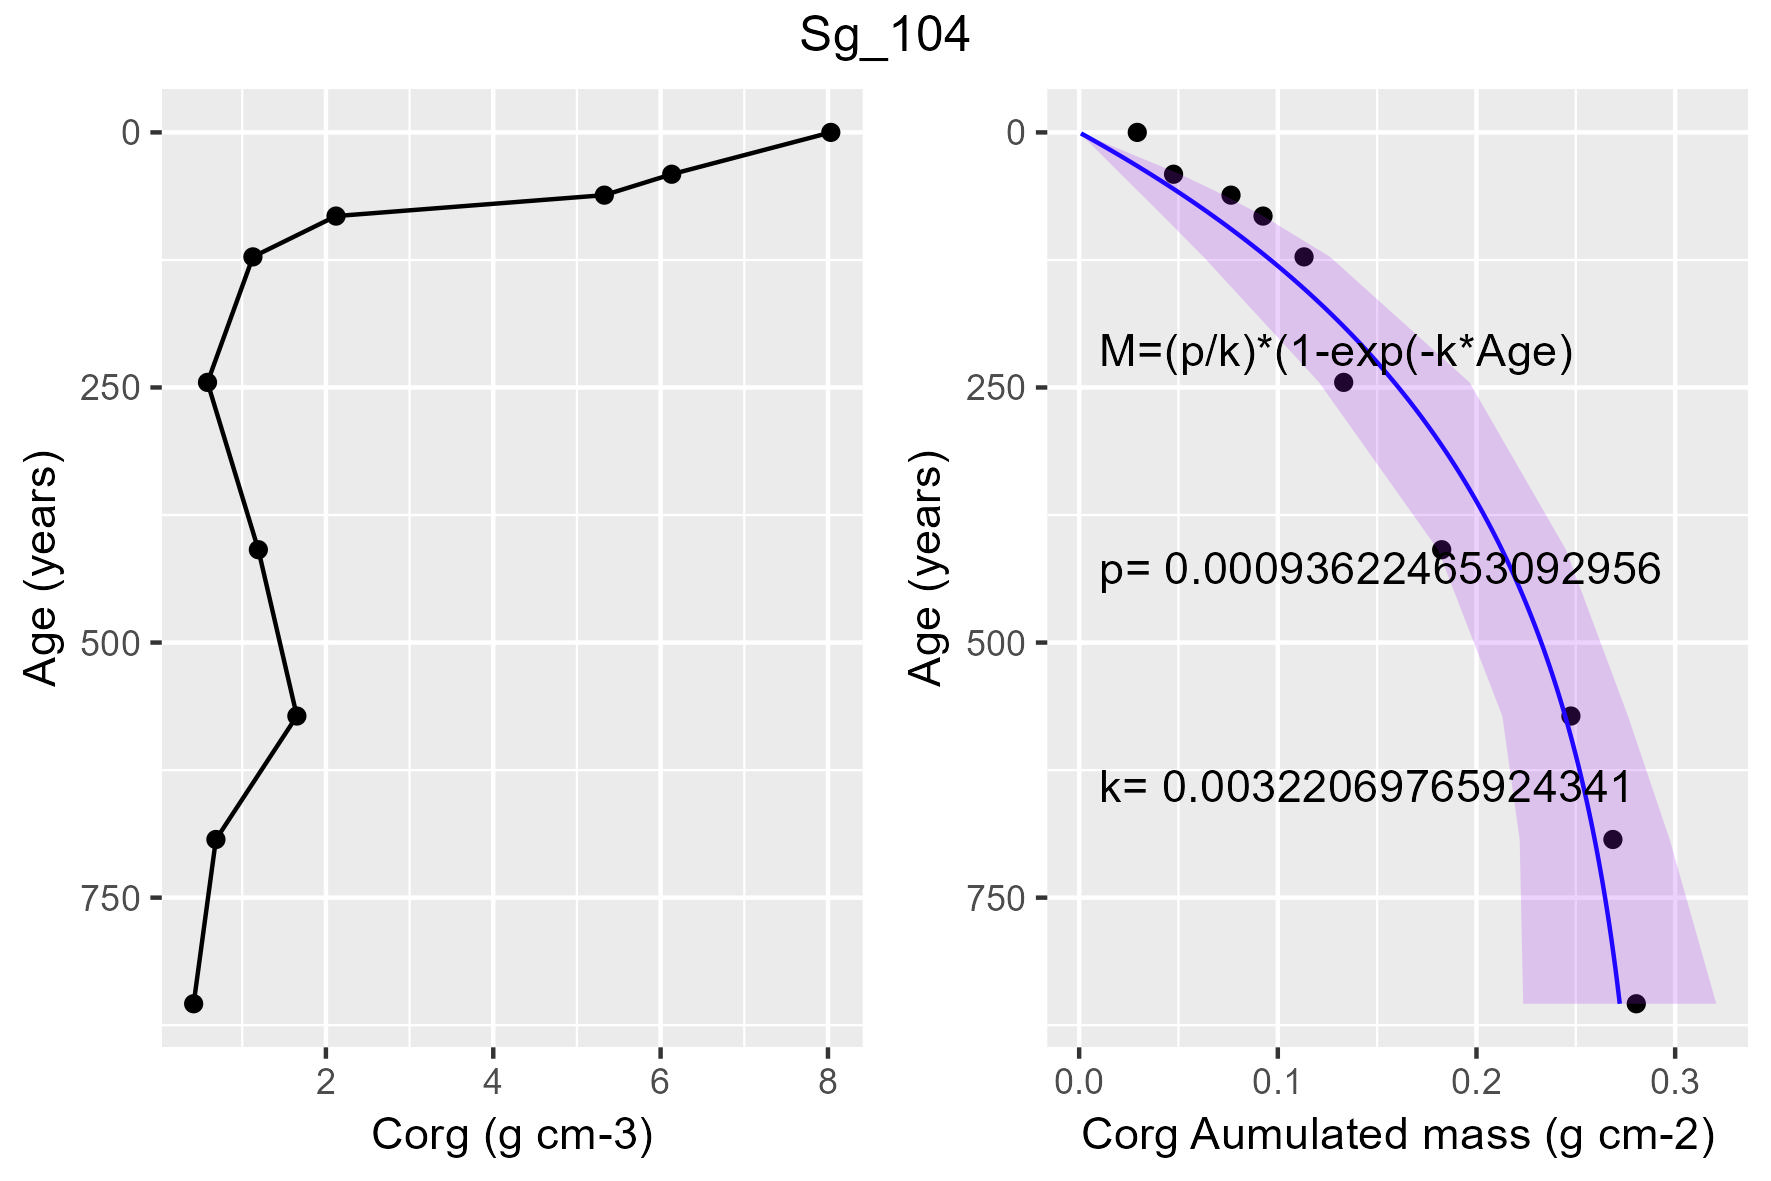 Sg_104
0
250
500
750
Age (years)
2 4 6 8
Corg (g cm-3)
0
250
500
750
Age (years)
M=(p/k)*(1-exp(-k*Age)
p= 0.000936224653092956
k= 0.00322069765924341
0.0 0.1 0.2 0.3
Corg Aumulated mass (g cm-2)